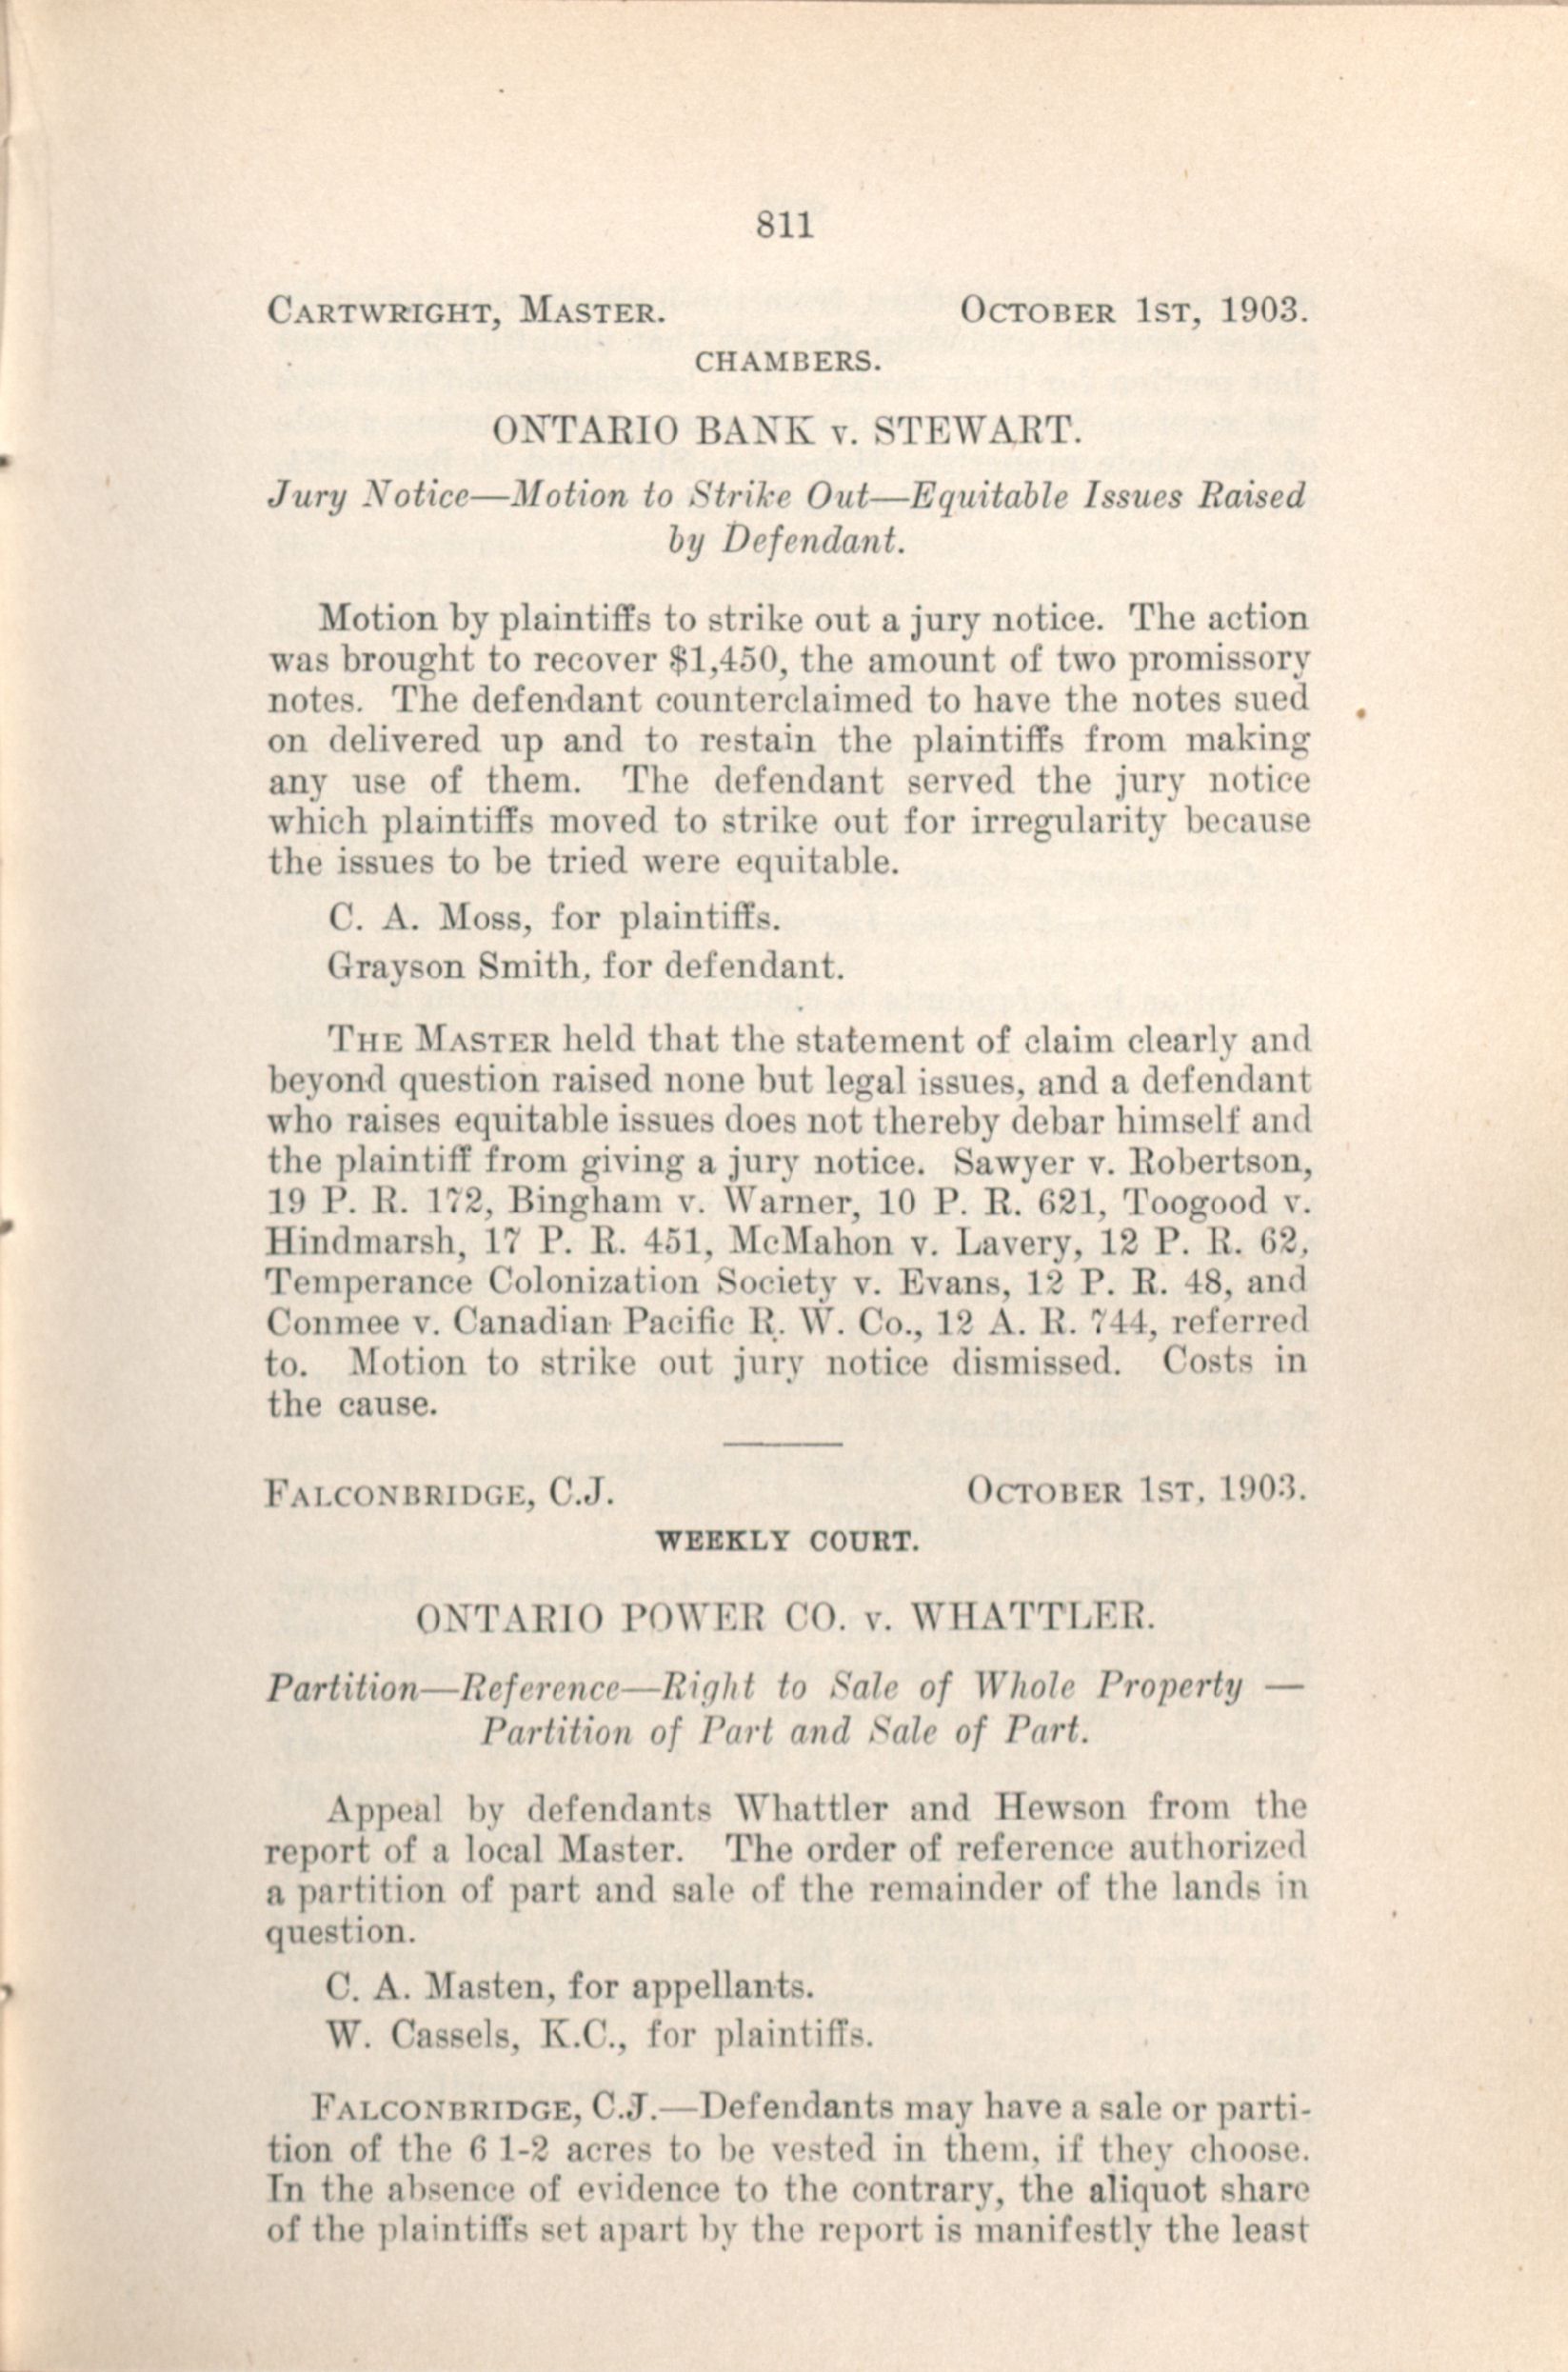 811
CARTWRIGHT, MASTER. OCTOBER 1ST, 1903.
CHAMBERS.
ONTARIO BANK v. STEWART.
Jury Notice—Motion to Strike Out—Equitable Issues Raised
by Defendant.
Motion by plaintiffs to strike out a jury notice. The action
was brought to recover $1,450, the amount of two promissory
notes. The defendant counterclaimed to have the notes sued
on delivered up and to restain the plaintiffs from making
any use of them. The defendant served the jury notice
which plaintiffs moved to strike out for irregularity because
the issues to be tried were equitable.
C. A. Moss, for plaintiffs.
Grayson Smith, for defendant.
THE MASTER held that the statement of claim clearly and
beyond question raised none but legal issues, and a defendant
who raises equitable issues does not thereby debar himself and
the plaintiff from giving a jury notice. Sawyer v. Robertson,
19 P. R. 172, Bingham v. Warner, 10 P. R. 621, Toogood v.
Hindmarsh, 17 P. R. 451, McMahon v. Lavery, 12 P. R. 62,
Temperance Colonization Society v. Evans, 12 P. R. 48, and
Conmee v. Canadian Pacific R. W. Co., 12 A. R. 744, referred
to. Motion to strike out jury notice dismissed. Costs in
the cause.
FALCONBRIDGE, C.J. OCTOBER 1ST, 1903.
WEEKLY COURT.
ONTARIO POWER CO. v. WHATTLER.
Partition—Reference—Right to Sale of Whole Property —
Partition of Part and Sale of Part.
Appeal by defendants Whattler and Hewson from the
report of a local Master. The order of reference authorized
a partition of part and sale of the remainder of the lands in
question.
C. A. Masten, for appellants.
W. Cassels, K.C., for plaintiffs.
FALCONBRIDGE, C.J.—Defendants may have a sale or parti-
tion of the 6 1-2 acres to be vested in them, if they choose.
In the absence of evidence to the contrary, the aliquot share
of the plaintiffs set apart by the report is manifestly the least